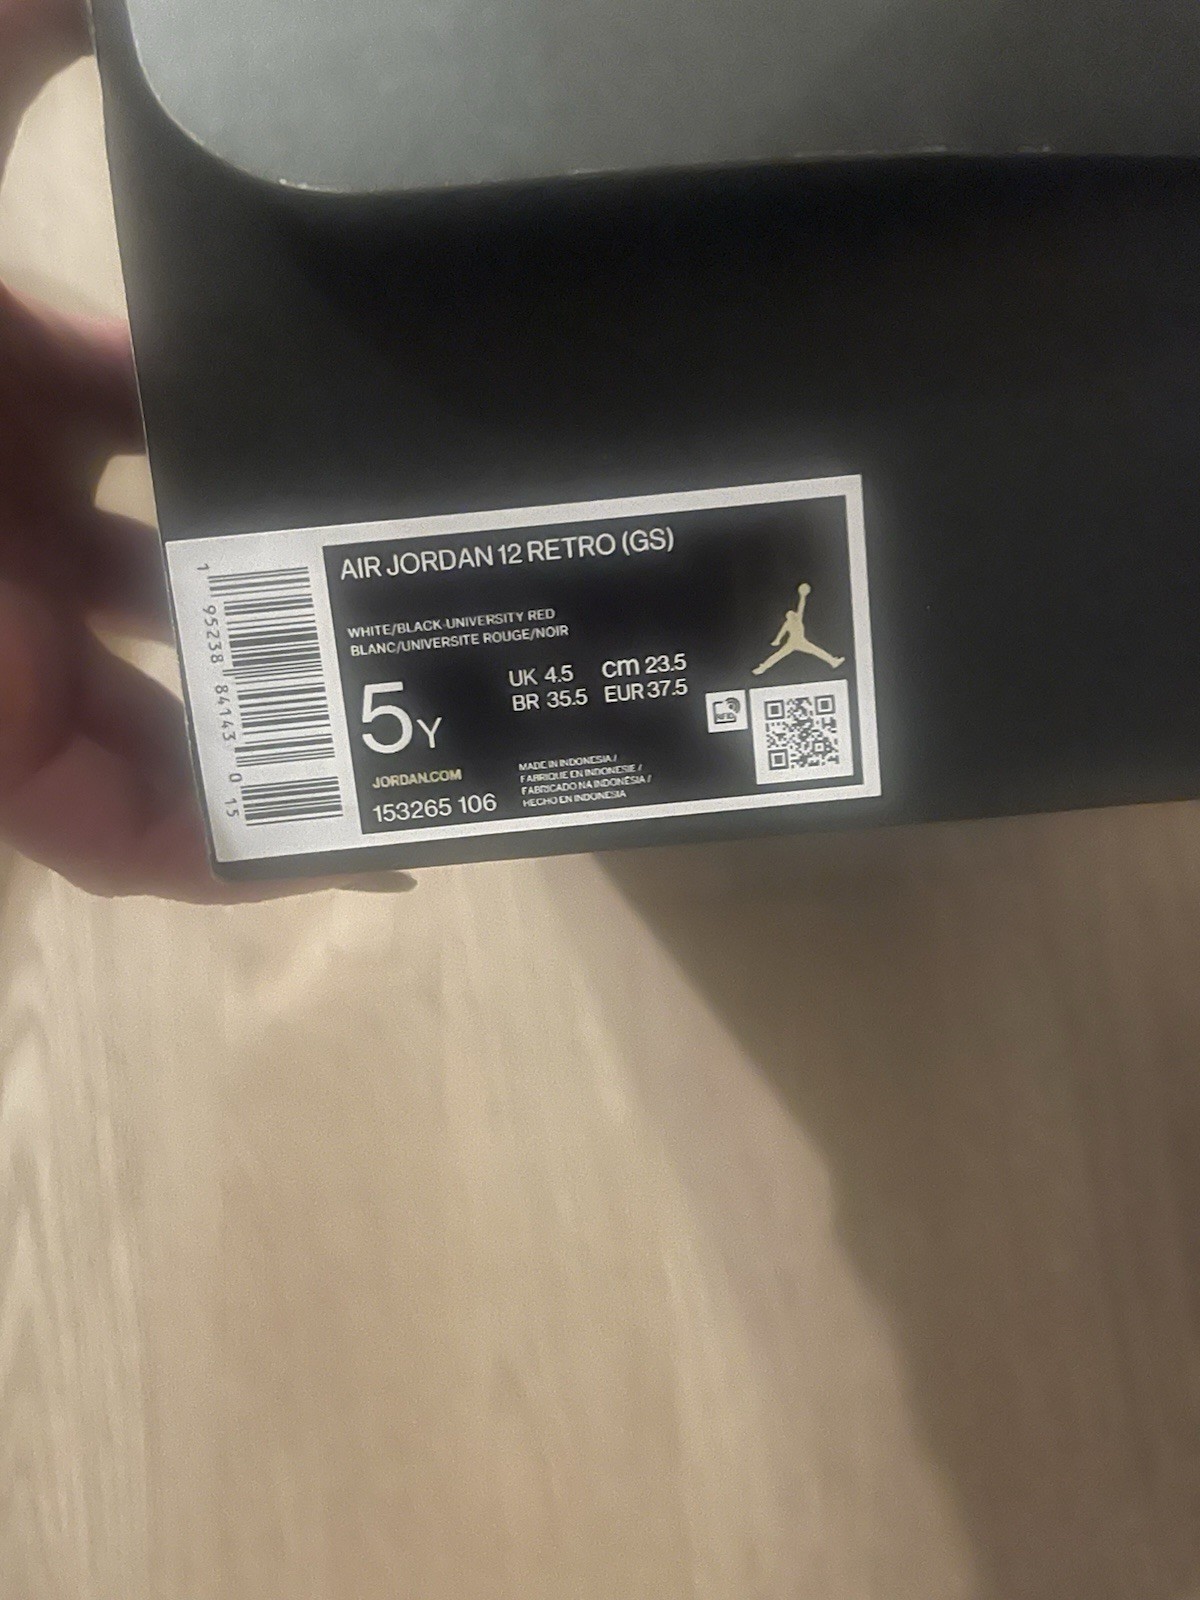 AIR JORDAN 12 RETRO (GS)
WHITE/BLACK-UNIVERSITY RED
BLANC/UNIVERSITE ROUGE/NOIR
5Y
UK 4.5 cm 23.5
BR 35.5 EUR 37.5
JORDAN.COM
153265 106
MADE IN INDONESIA /
FABRIQUE EN INDONESIE /
FABRICADO NA INDONESIA /
HECHO EN INDONESIA
RFID
1 95238 84143 0 15